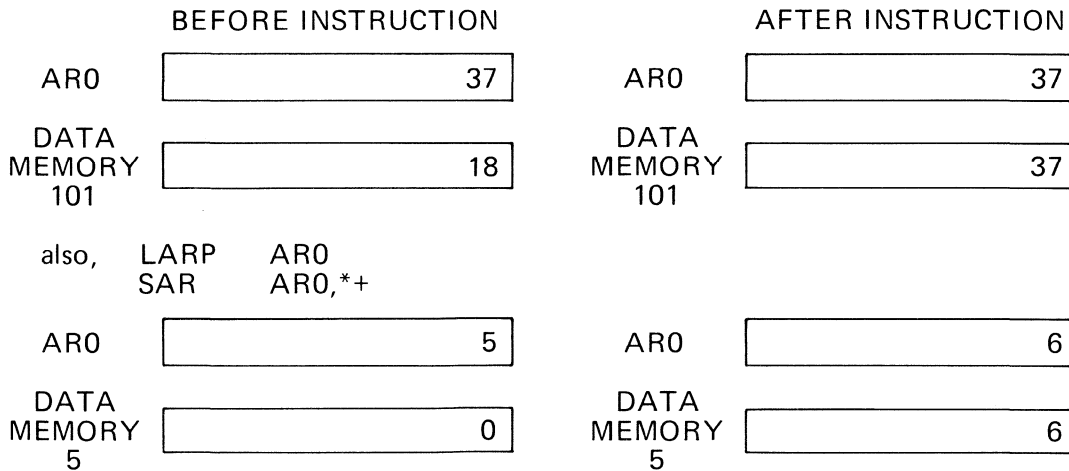 BEFORE INSTRUCTION AFTER INSTRUCTION
AR0 37 AR0 37
DATA MEMORY 101 18 DATA MEMORY 101 37
also, LARP AR0
SAR AR0,*+
AR0 5 AR0 6
DATA MEMORY 5 0 DATA MEMORY 5 6